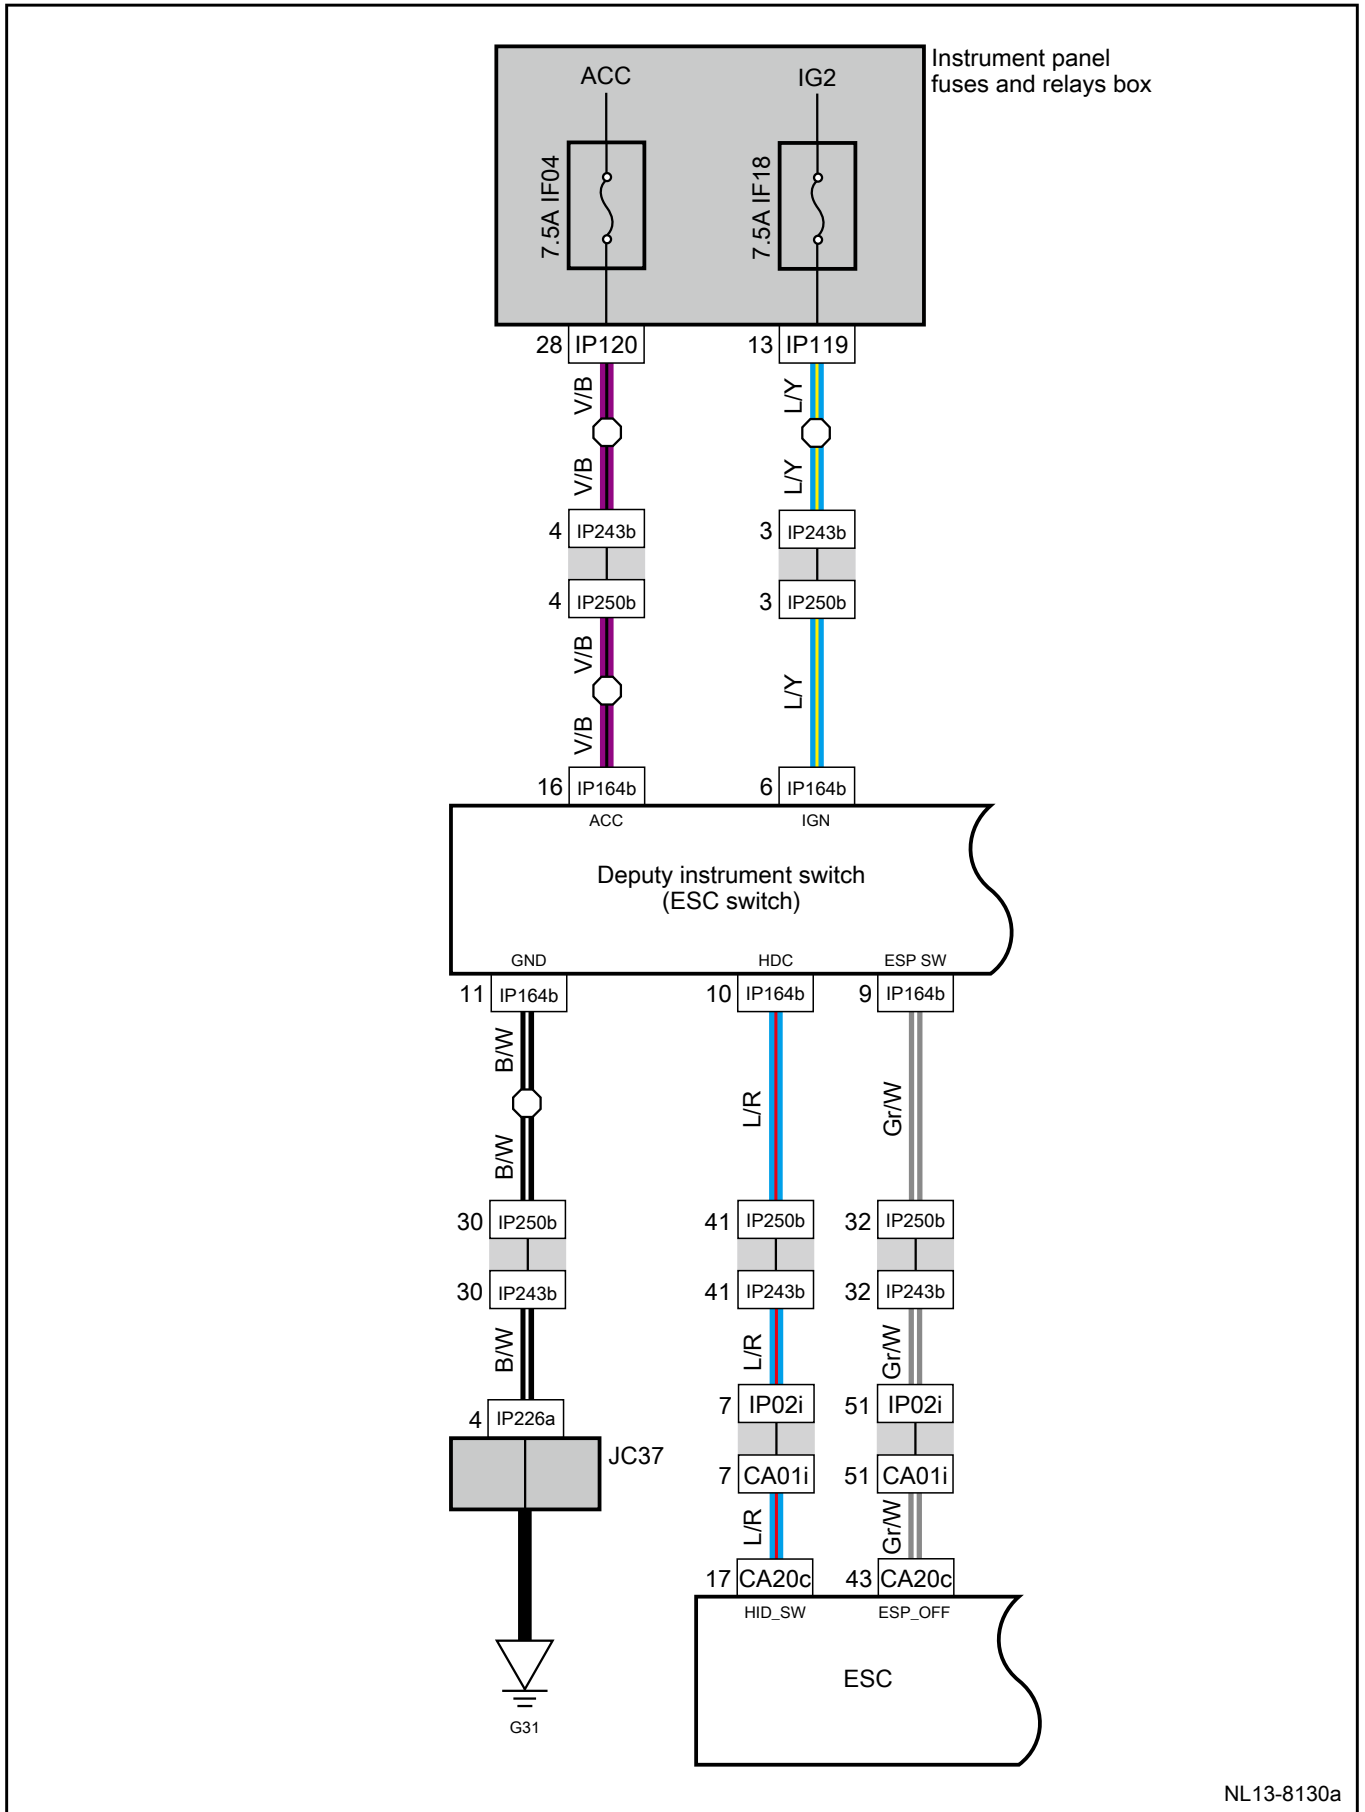 Instrument panel
fuses and relays box
ACC
IG2
7.5A IF04
7.5A IF18
28 IP120
13 IP119
V/B
L/Y
V/B
L/Y
4 IP243b
3 IP243b
4 IP250b
3 IP250b
V/B
L/Y
V/B
16 IP164b
6 IP164b
ACC
IGN
Deputy instrument switch
(ESC switch)
GND
HDC
ESP SW
11 IP164b
10 IP164b
9 IP164b
B/W
L/R
Gr/W
B/W
30 IP250b
41 IP250b
32 IP250b
30 IP243b
41 IP243b
32 IP243b
B/W
L/R
Gr/W
4 IP226a
7 IP02i
51 IP02i
JC37
7 CA01i
51 CA01i
L/R
Gr/W
17 CA20c
43 CA20c
HID_SW
ESP_OFF
ESC
G31
NL13-8130a